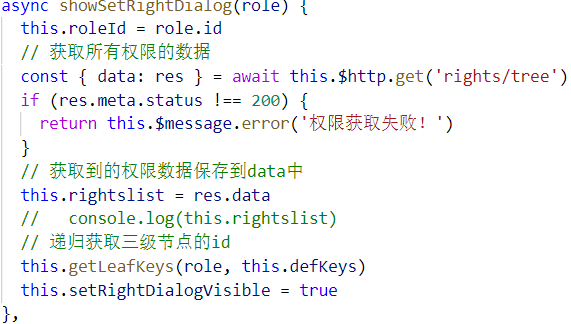 async showSetRightDialog(role) {
this.roleId = role.id
// 获取所有权限的数据
const { data: res } = await this.$http.get('rights/tree')
if (res.meta.status !== 200) {
return this.$message.error('权限获取失败！')
}
// 获取到的权限数据保存到data中
this.rightslist = res.data
//   console.log(this.rightslist)
// 递归获取三级节点的id
this.getLeafKeys(role, this.defKeys)
this.setRightDialogVisible = true
},